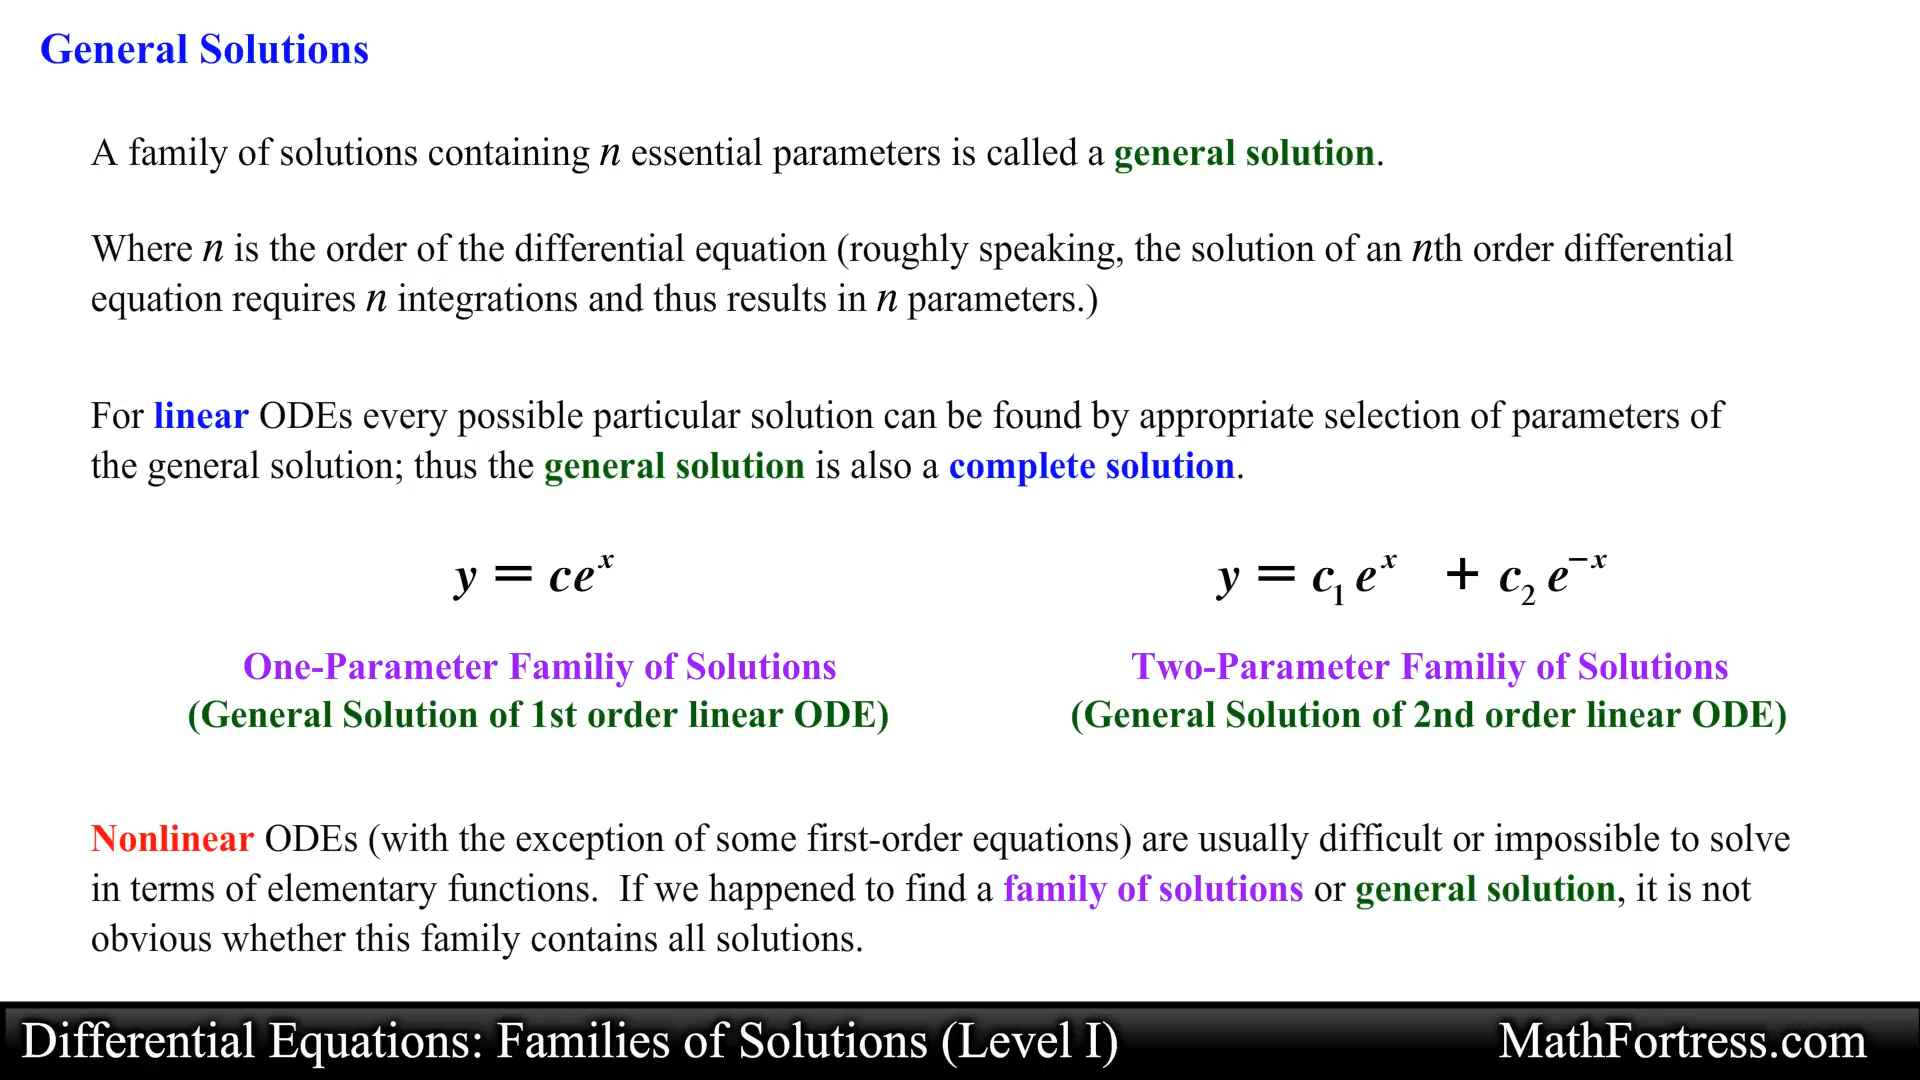 General Solutions
A family of solutions containing n essential parameters is called a general solution.
Where n is the order of the differential equation (roughly speaking, the solution of an nth order differential
equation requires n integrations and thus results in n parameters.)
For linear ODEs every possible particular solution can be found by appropriate selection of parameters of
the general solution; thus the general solution is also a complete solution.
y = ceˣ
y = c₁eˣ + c₂e⁻ˣ
One-Parameter Familiy of Solutions
(General Solution of 1st order linear ODE)
Two-Parameter Familiy of Solutions
(General Solution of 2nd order linear ODE)
Nonlinear ODEs (with the exception of some first-order equations) are usually difficult or impossible to solve
in terms of elementary functions. If we happened to find a family of solutions or general solution, it is not
obvious whether this family contains all solutions.
Differential Equations: Families of Solutions (Level I)
MathFortress.com